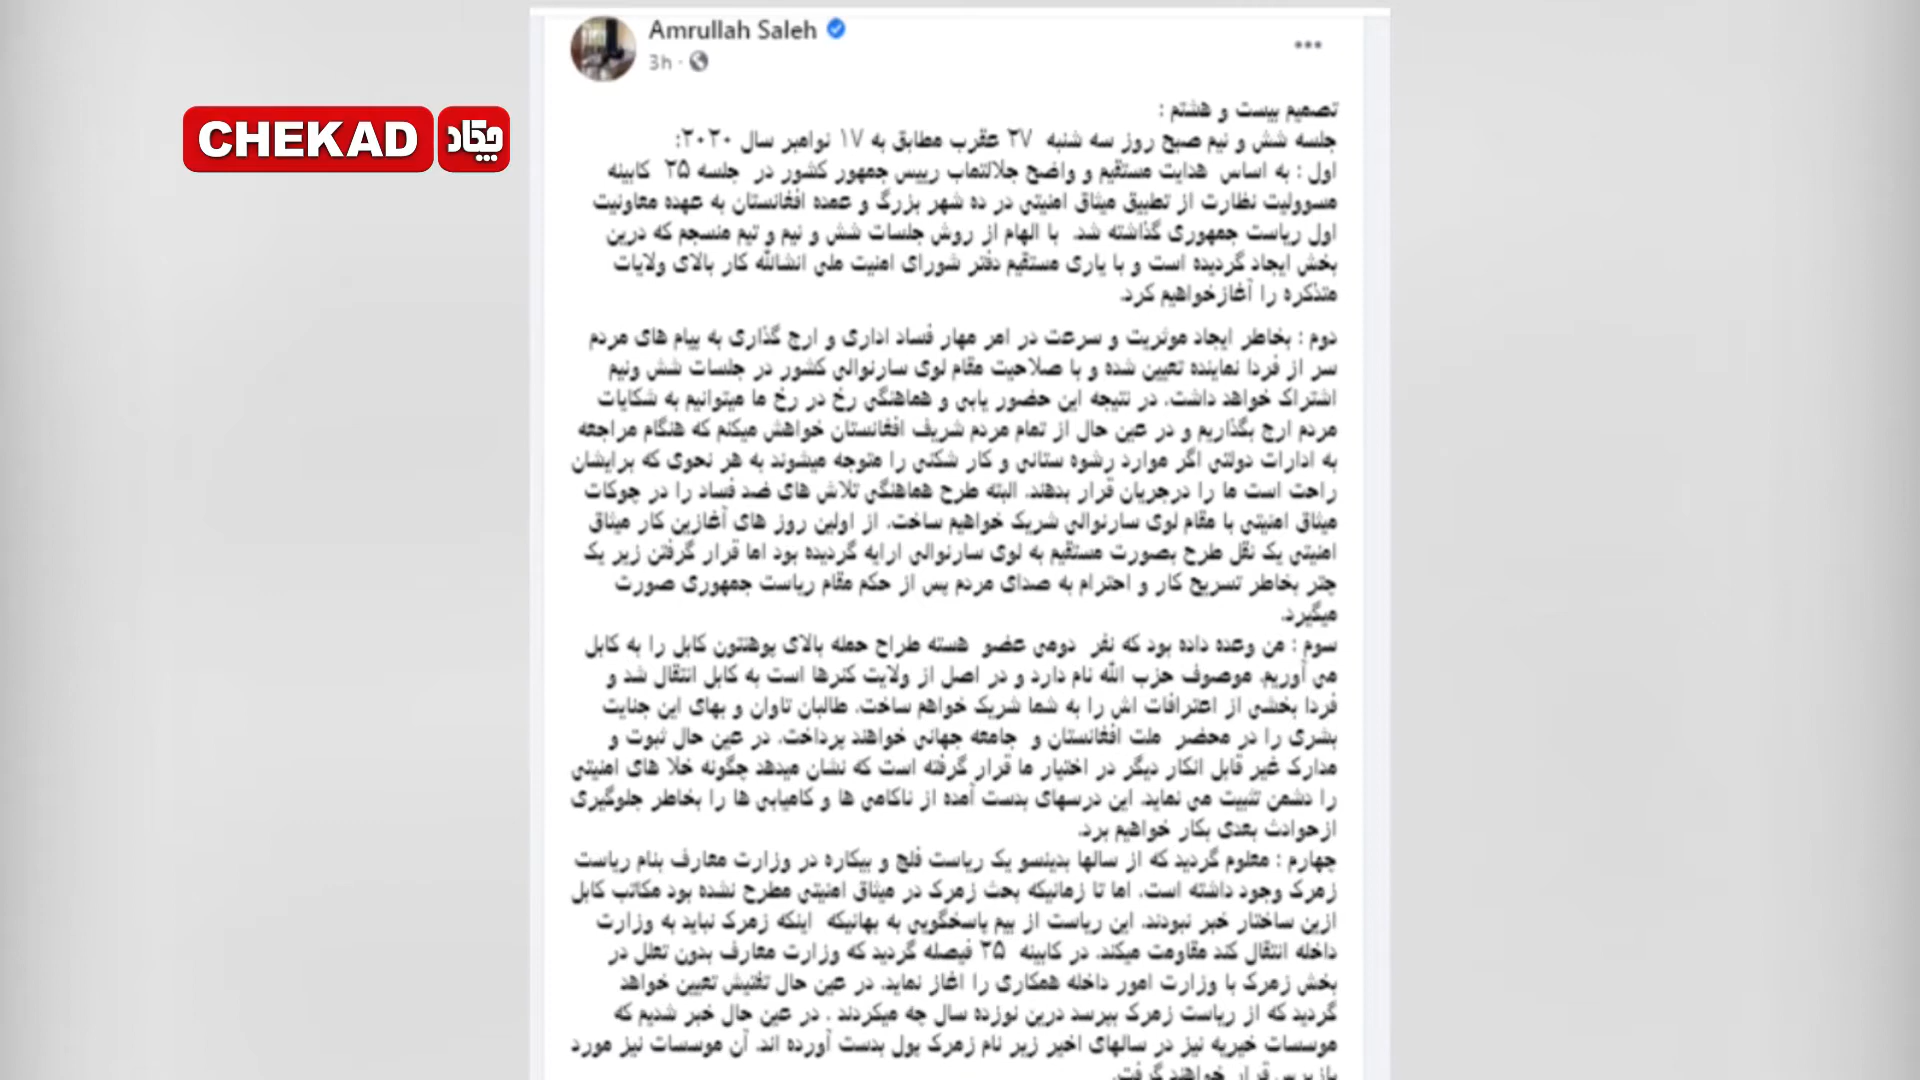 Amrullah Saleh
3h
CHEKAD چکاد
تصمیم بیست و هشتم :
جلسه شش و نیم صبح روز سه شنبه ۲۷ عقرب مطابق به ۱۷ نوامبر سال ۲۰۲۰:
اول : به اساس هدایت مستقیم و واضح جلالتماب رییس جمهور کشور در جلسه ۲۵ کابینه
مسوولیت نظارت از تطبیق میثاق امنیتی در ده شهر بزرگ و عمده افغانستان به عهده معاونیت
اول ریاست جمهوری گذاشته شد. با الهام از روش جلسات شش و نیم و تیم منسجم که درین
بخش ایجاد گردیده است و با یاری مستقیم دفتر شورای امنیت ملی انشالله کار بالای ولایات
متذکره را آغازخواهیم کرد.
دوم : بخاطر ایجاد موثریت و سرعت در امر مهار فساد اداری و ارج گذاری به پیام های مردم
سر از فردا نماینده تعیین شده و با صلاحیت مقام لوی سارنوالی کشور در جلسات شش ونیم
اشتراک خواهد داشت. در نتیجه این حضور یابی و هماهنگی رخ در رخ ما میتوانیم به شکایات
مردم ارج بگذاریم و در عین حال از تمام مردم شریف افغانستان خواهش میکنم که هنگام مراجعه
به ادارات دولتی اگر موارد رشوه ستانی و کار شکنی را متوجه میشوند به هر نحوی که برایشان
راحت است ما را درجریان قرار بدهند. البته طرح هماهنگی تلاش های ضد فساد را در چوکات
میثاق امنیتی با مقام لوی سارنوالی شریک خواهیم ساخت. از اولین روز های آغازین کار میثاق
امنیتی یک نقل طرح بصورت مستقیم به لوی سارنوالی ارایه گردیده بود اما قرار گرفتن زیر یک
چتر بخاطر تسریح کار و احترام به صدای مردم پس از حکم مقام ریاست جمهوری صورت
میگیرد.
سوم : من وعده داده بود که نفر دومی عضو هسته طراح حمله بالای پوهنتون کابل را به کابل
می آوریم. موصوف حزب الله نام دارد و در اصل از ولایت کنرها است به کابل انتقال شد و
فردا بخشی از اعترافات اش را به شما شریک خواهم ساخت. طالبان تاوان و بهای این جنایت
بشری را در محضر ملت افغانستان و جامعه جهانی خواهند پرداخت. در عین حال ثبوت و
مدارک غیر قابل انکار دیگر در اختیار ما قرار گرفته است که نشان میدهد چگونه خلا های امنیتی
را دشمن تثبیت می نماید. این درسهای بدست آمده از ناکامی ها و کامیابی ها را بخاطر جلوگیری
ازحوادث بعدی بکار خواهیم برد.
چهارم : معلوم گردید که از سالها بدینسو یک ریاست فلج و بیکاره در وزارت معارف بنام ریاست
زمرک وجود داشته است. اما تا زمانیکه بحث زمرک در میثاق امنیتی مطرح نشده بود مکاتب کابل
ازین ساختار خبر نبودند. این ریاست از بیم پاسخگویی به بهانیکه اینکه زمرک نباید به وزارت
داخله انتقال کند مقاومت میکند. در کابینه ۲۵ فیصله گردید که وزارت معارف بدون تعلل در
بخش زمرک با وزارت امور داخله همکاری را اغاز نماید. در عین حال تفتیش تعیین خواهد
گردید که از ریاست زمرک بپرسد درین نوزده سال چه میکردند . در عین حال خبر شدیم که
موسسات خیریه نیز در سالهای اخیر زیر نام زمرک پول بدست آورده اند. آن موسسات نیز مورد
بازپرس قرار خواهند گرفت.